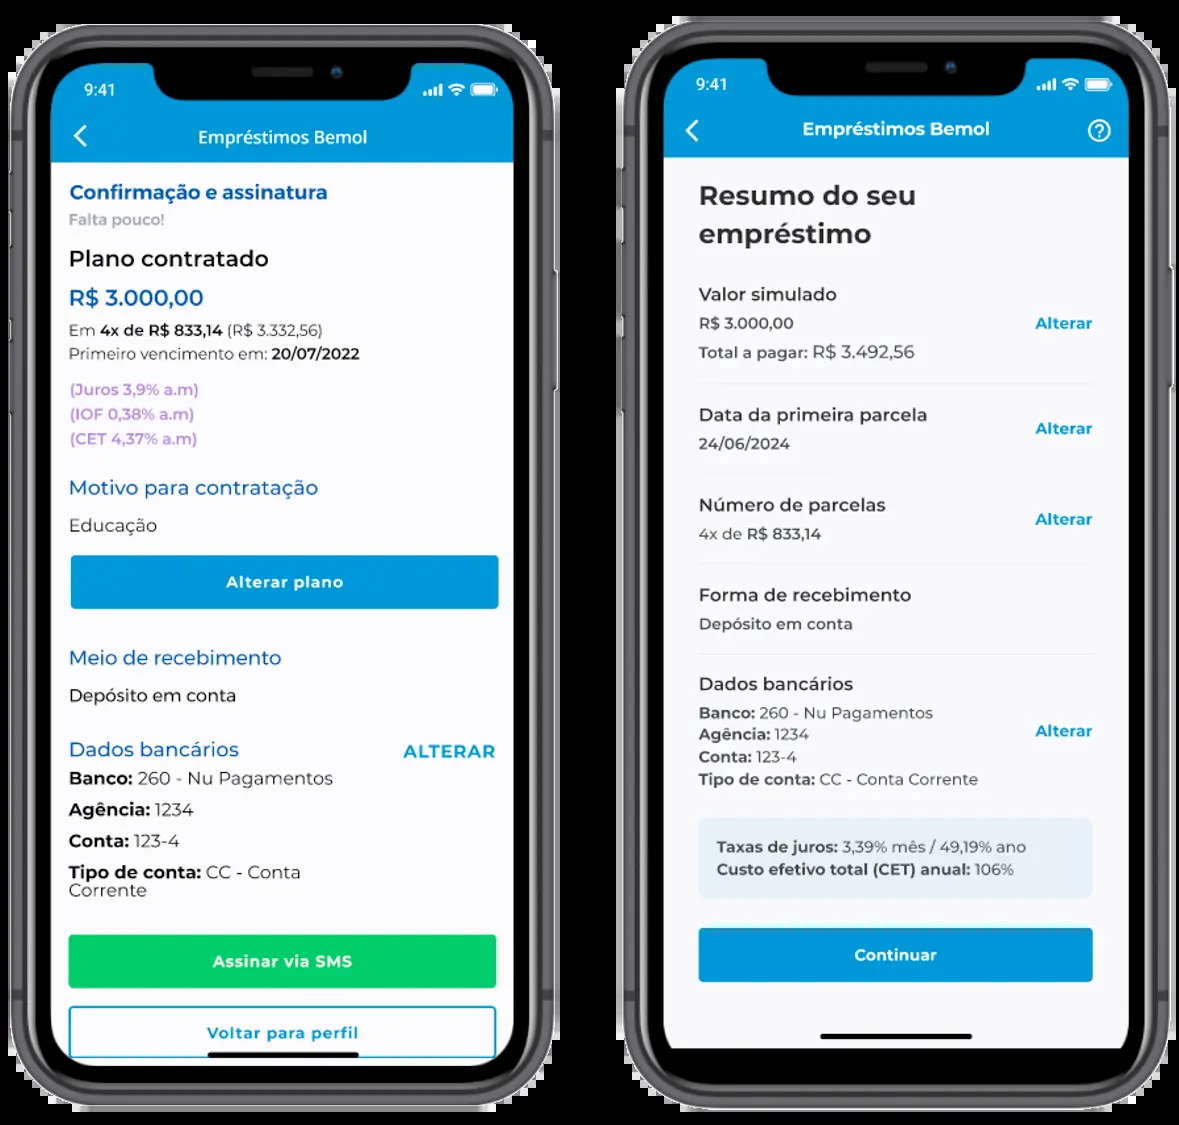 9:41
Empréstimos Bemol
Confirmação e assinatura
Falta pouco!
Plano contratado
R$ 3.000,00
Em 4x de R$ 833,14 (R$ 3.332,56)
Primeiro vencimento em: 20/07/2022
(Juros 3,9% a.m)
(IOF 0,38% a.m)
(CET 4,37% a.m)
Motivo para contratação
Educação
Alterar plano
Meio de recebimento
Depósito em conta
Dados bancários
ALTERAR
Banco: 260 - Nu Pagamentos
Agência: 1234
Conta: 123-4
Tipo de conta: CC - Conta
Corrente
Assinar via SMS
Voltar para perfil
9:41
Empréstimos Bemol
?
Resumo do seu
empréstimo
Valor simulado
R$ 3.000,00
Alterar
Total a pagar: R$ 3.492,56
Data da primeira parcela
Alterar
24/06/2024
Número de parcelas
Alterar
4x de R$ 833,14
Forma de recebimento
Depósito em conta
Dados bancários
Banco: 260 - Nu Pagamentos
Agência: 1234
Alterar
Conta: 123-4
Tipo de conta: CC - Conta Corrente
Taxas de juros: 3,39% mês / 49,19% ano
Custo efetivo total (CET) anual: 106%
Continuar